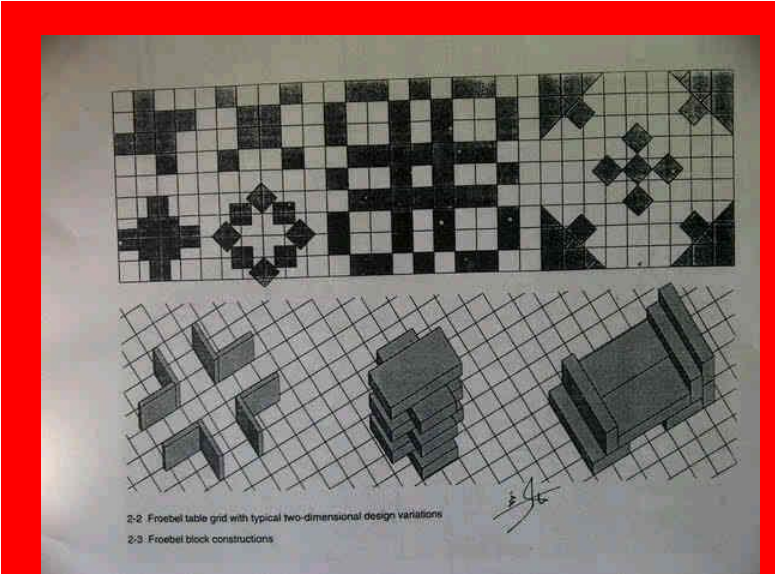 2-2 Froebel table grid with typical two-dimensional design variations
2-3 Froebel block constructions